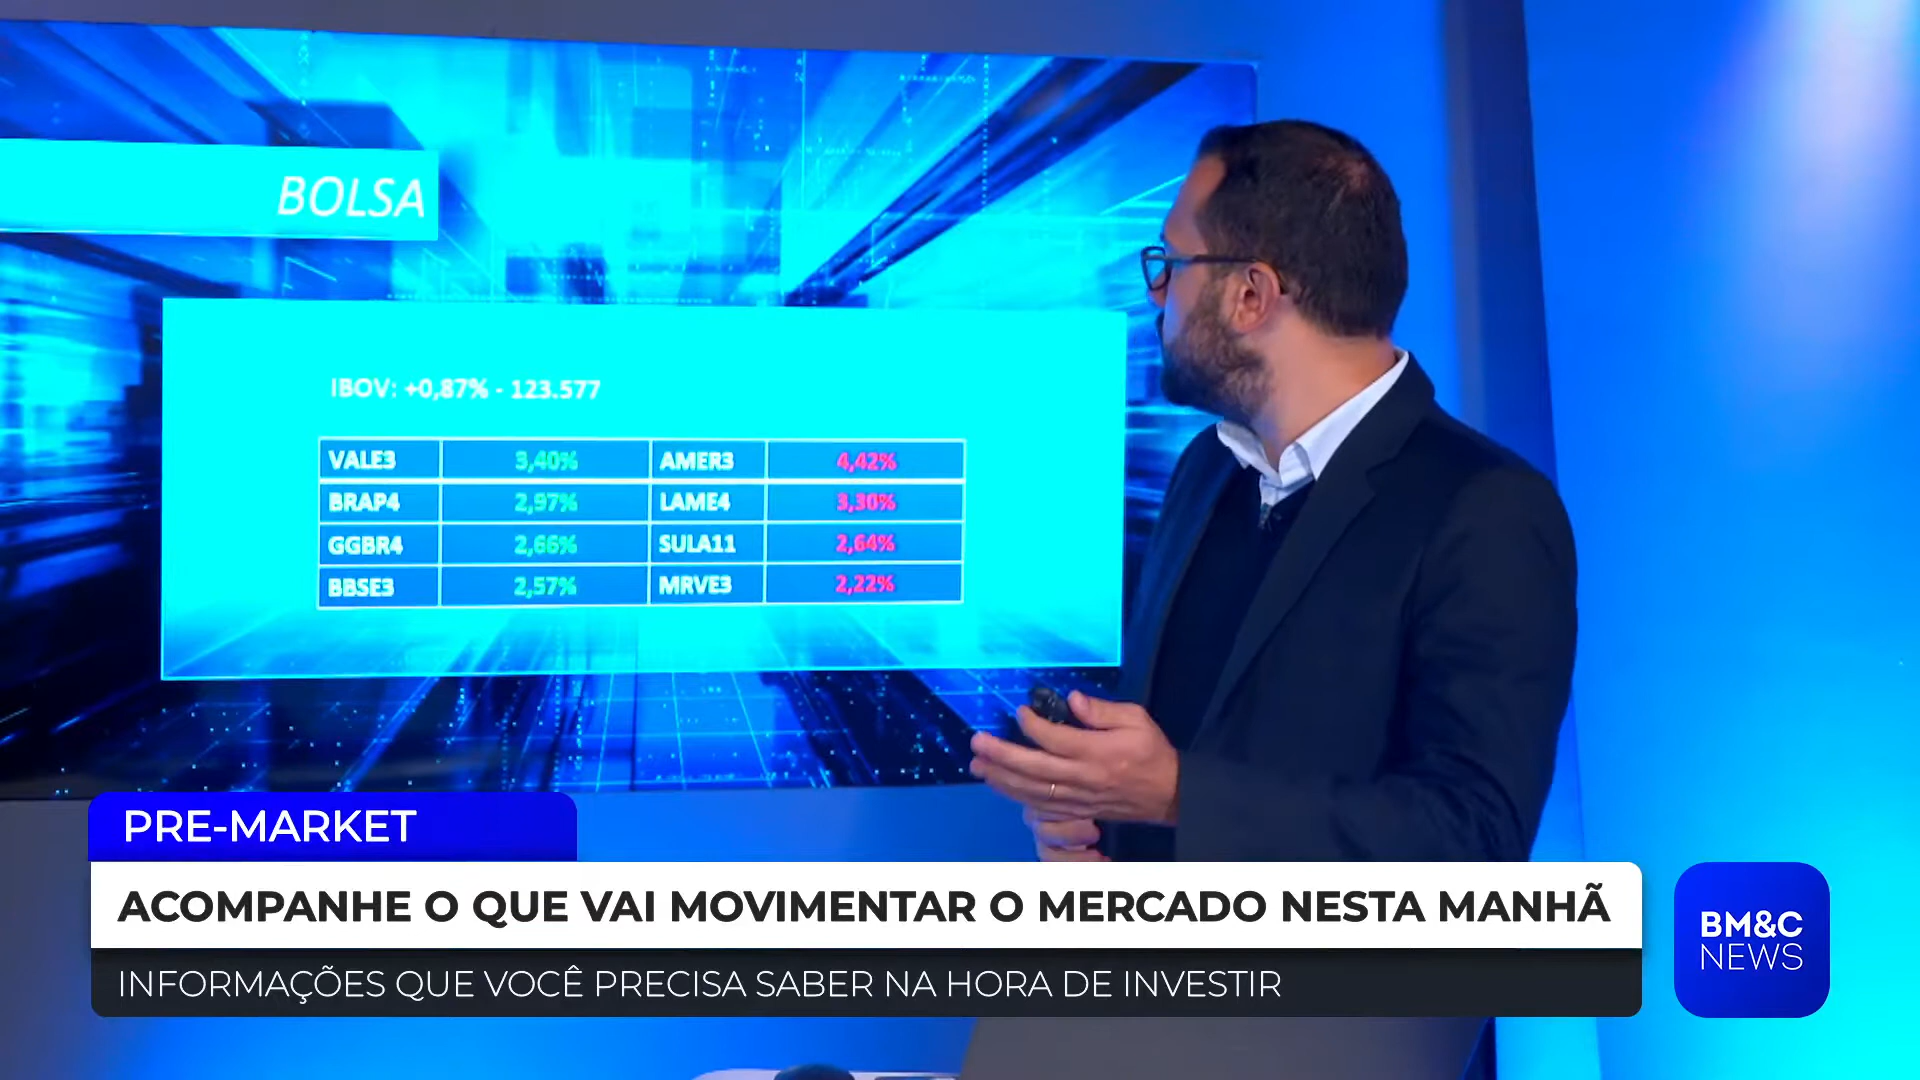 BOLSA
IBOV: +0,87% - 123.577
VALE3 3,40% AMER3 4,42%
BRAP4 2,97% LAME4 3,30%
GGBR4 2,66% SULA11 2,64%
BBSE3 2,57% MRVE3 2,22%
PRE-MARKET
ACOMPANHE O QUE VAI MOVIMENTAR O MERCADO NESTA MANHÃ
INFORMAÇÕES QUE VOCÊ PRECISA SABER NA HORA DE INVESTIR
BM&C
NEWS